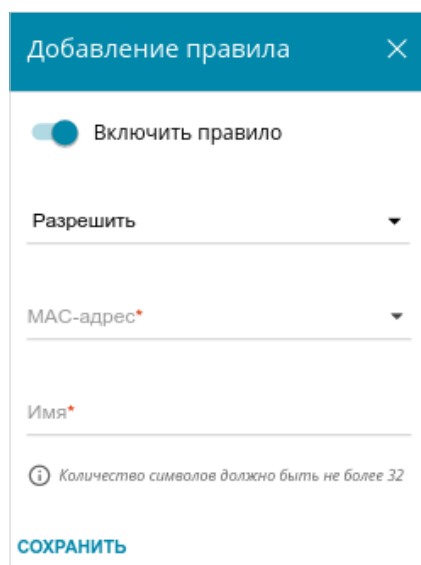 Добавление правила
Включить правило
Разрешить
MAC-адрес*
Имя*
Количество символов должно быть не более 32
СОХРАНИТЬ